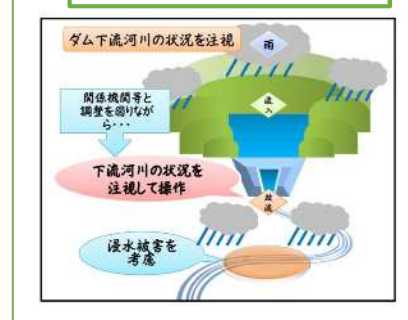 ダム下流河川の状況を注視
雨
関係機関等と
調整を図りなが
ら・・・
流
入
下流河川の状況を
注視して操作
放
流
浸水被害を
考慮